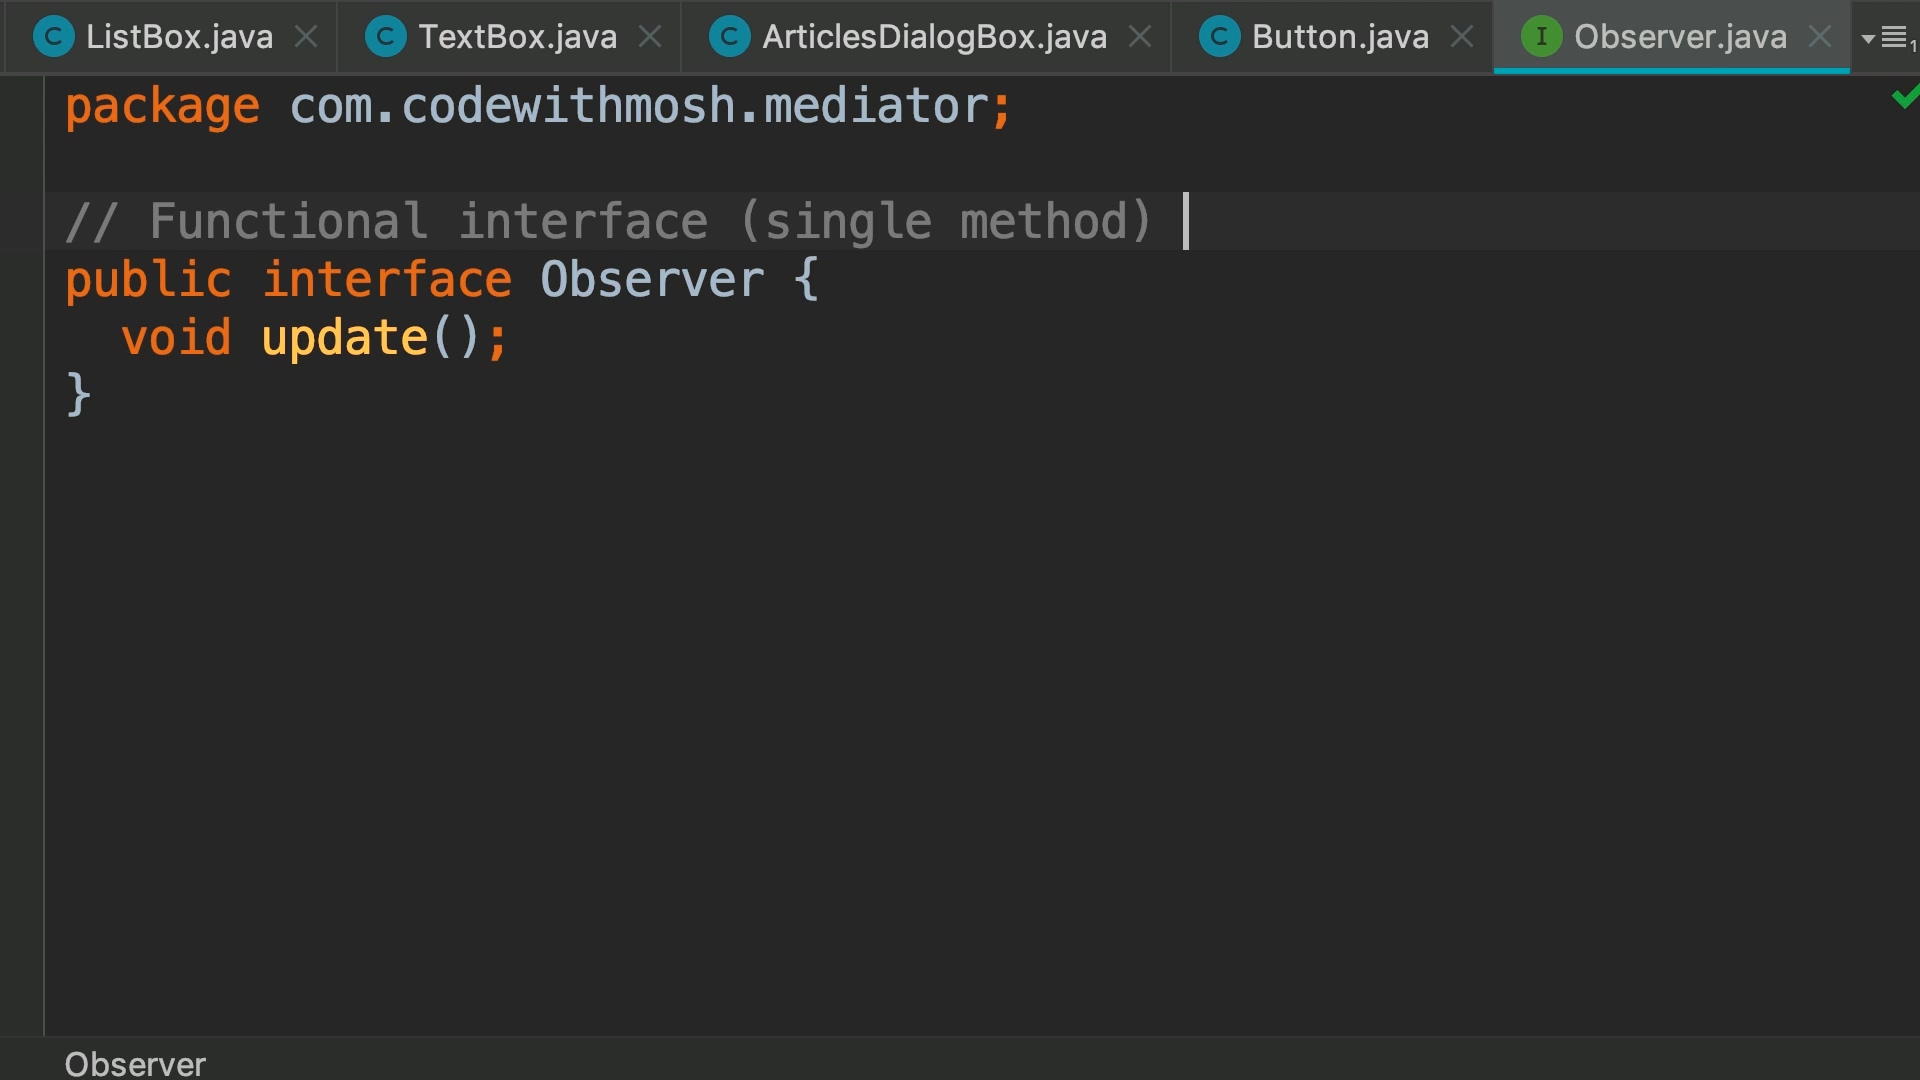 ListBox.java TextBox.java ArticlesDialogBox.java Button.java Observer.java
package com.codewithmosh.mediator;
// Functional interface (single method)
public interface Observer {
void update();
}
Observer